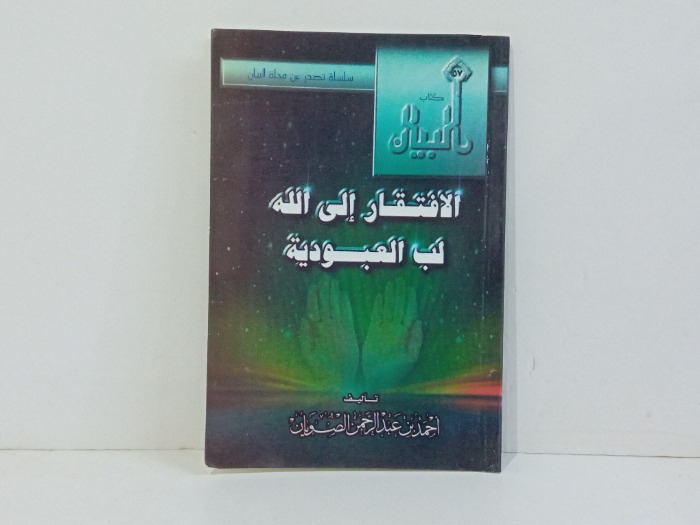 سلسلة تصدر عن مجلة البيان
٥٧
كتاب
البيان
الافتقار إلى الله
لب العبودية
تأليف
أحمد بن عبد الرحمن الصويان